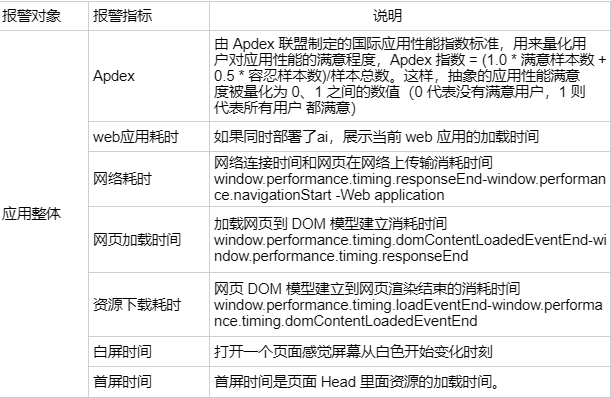 报警对象 报警指标 说明
由 Apdex 联盟制定的国际应用性能指数标准，用来量化用
户对应用性能的满意程度，Apdex 指数 = (1.0 * 满意样本数 +
Apdex
0.5 * 容忍样本数)/样本总数。这样，抽象的应用性能满意
度被量化为 0、1 之间的数值（0 代表没有满意用户，1 则
代表所有用户 都满意）
web应用耗时 如果同时部署了ai，展示当前 web 应用的加载时间
网络连接时间和网页在网络上传输消耗时间
网络耗时 window.performance.timing.responseEnd-window.performan
ce.navigationStart -Web application
应用整体
加载网页到 DOM 模型建立消耗时间
网页加载时间 window.performance.timing.domContentLoadedEventEnd-wi
ndow.performance.timing.responseEnd
网页 DOM 模型建立到网页渲染结束的消耗时间
资源下载耗时 window.performance.timing.loadEventEnd-window.performa
nce.timing.domContentLoadedEventEnd
白屏时间 打开一个页面感觉屏幕从白色开始变化时刻
首屏时间 首屏时间是页面 Head 里面资源的加载时间。